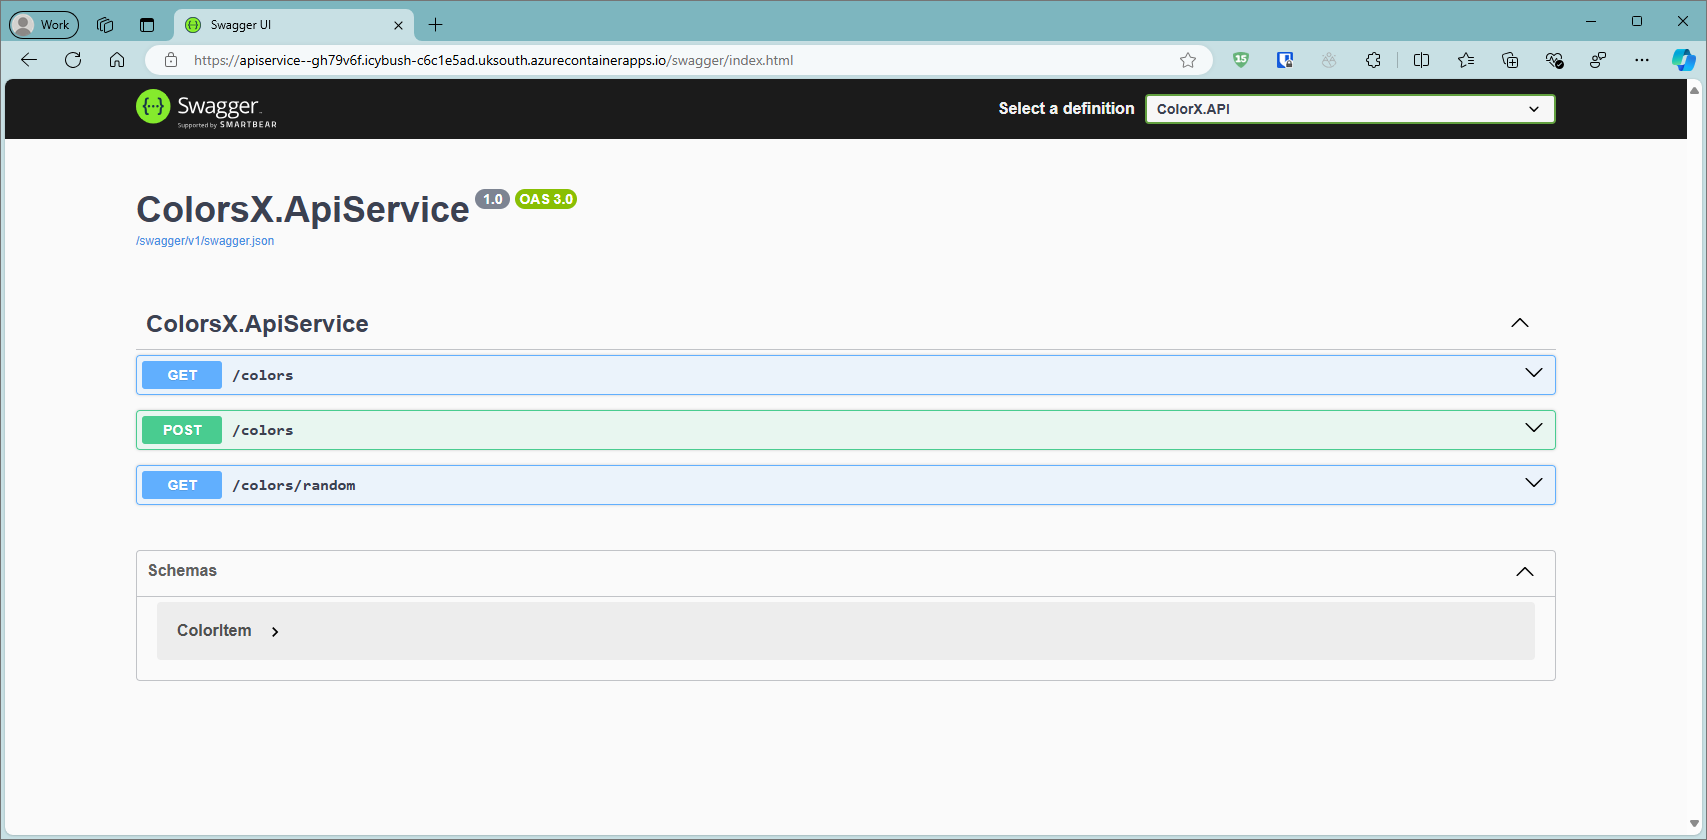 Work
Swagger UI
https://apiservice--gh79v6f.icybush-c6c1e5ad.uksouth.azurecontainerapps.io/swagger/index.html
15
{···} Swagger
Supported by SMARTBEAR
Select a definition
ColorX.API
ColorsX.ApiService 1.0 OAS 3.0
/swagger/v1/swagger.json
ColorsX.ApiService
GET /colors
POST /colors
GET /colors/random
Schemas
ColorItem